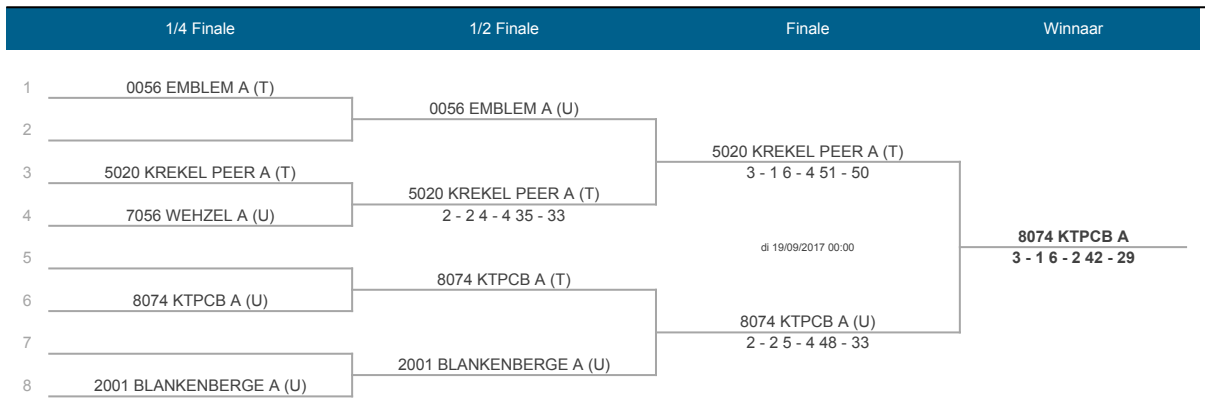 1/4 Finale 1/2 Finale Finale Winnaar
1 0056 EMBLEM A (T)
0056 EMBLEM A (U)
2
5020 KREKEL PEER A (T)
3 5020 KREKEL PEER A (T) 3 - 1 6 - 4 51 - 50
5020 KREKEL PEER A (T)
4 7056 WEHZEL A (U) 2 - 2 4 - 4 35 - 33
8074 KTPCB A
di 19/09/2017 00:00
5 3 - 1 6 - 2 42 - 29
8074 KTPCB A (T)
6 8074 KTPCB A (U)
8074 KTPCB A (U)
7 2 - 2 5 - 4 48 - 33
2001 BLANKENBERGE A (U)
8 2001 BLANKENBERGE A (U)